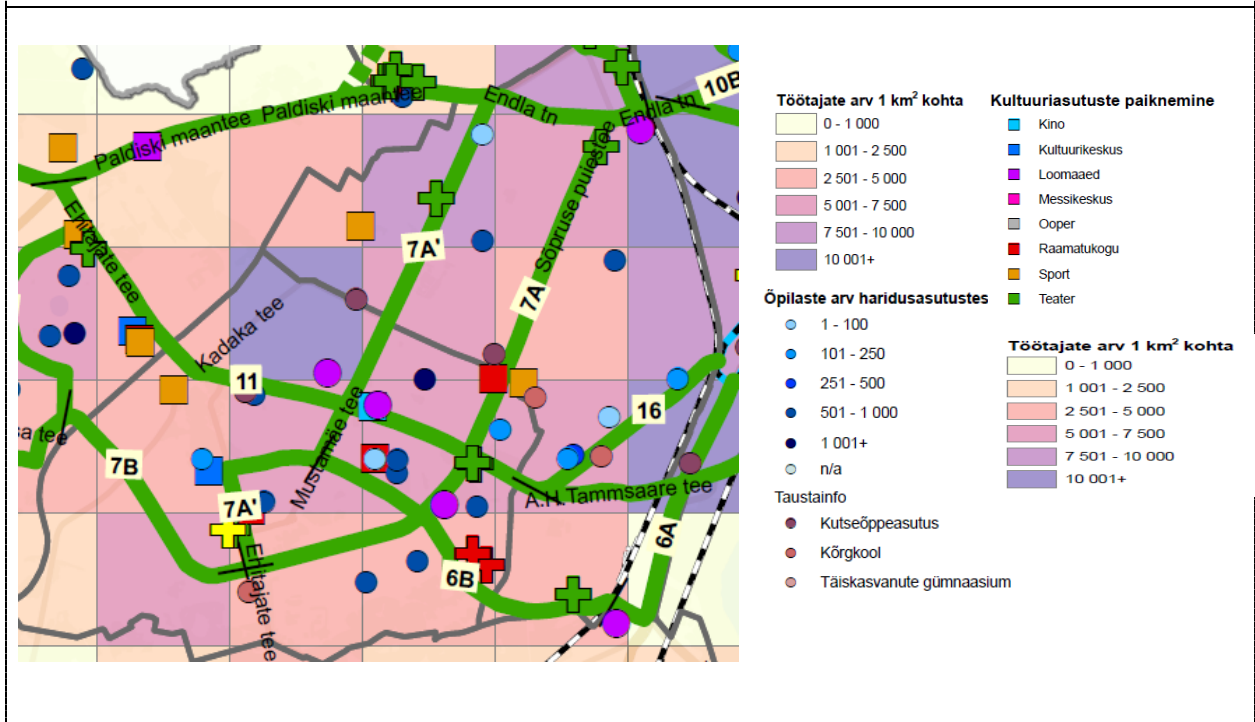 10B
Endla tn
Endla tn
Paldiski maantee
Paldiski maantee
Ehitajate tee
7A'
Sõpruse puiestee
7A
Kadaka tee
11
Mustamäe tee
16
7B
7A'
A.H.Tammsaare tee
6A
6B
Ehitajate tee
sa tee
Töötajate arv 1 km² kohta
0 - 1 000
1 001 - 2 500
2 501 - 5 000
5 001 - 7 500
7 501 - 10 000
10 001+
Õpilaste arv haridusasutustes
1 - 100
101 - 250
251 - 500
501 - 1 000
1 001+
n/a
Taustainfo
Kutseõppeasutus
Kõrgkool
Täiskasvanute gümnaasium
Kultuuriasutuste paiknemine
Kino
Kultuurikeskus
Loomaaed
Messikeskus
Ooper
Raamatukogu
Sport
Teater
Töötajate arv 1 km² kohta
0 - 1 000
1 001 - 2 500
2 501 - 5 000
5 001 - 7 500
7 501 - 10 000
10 001+